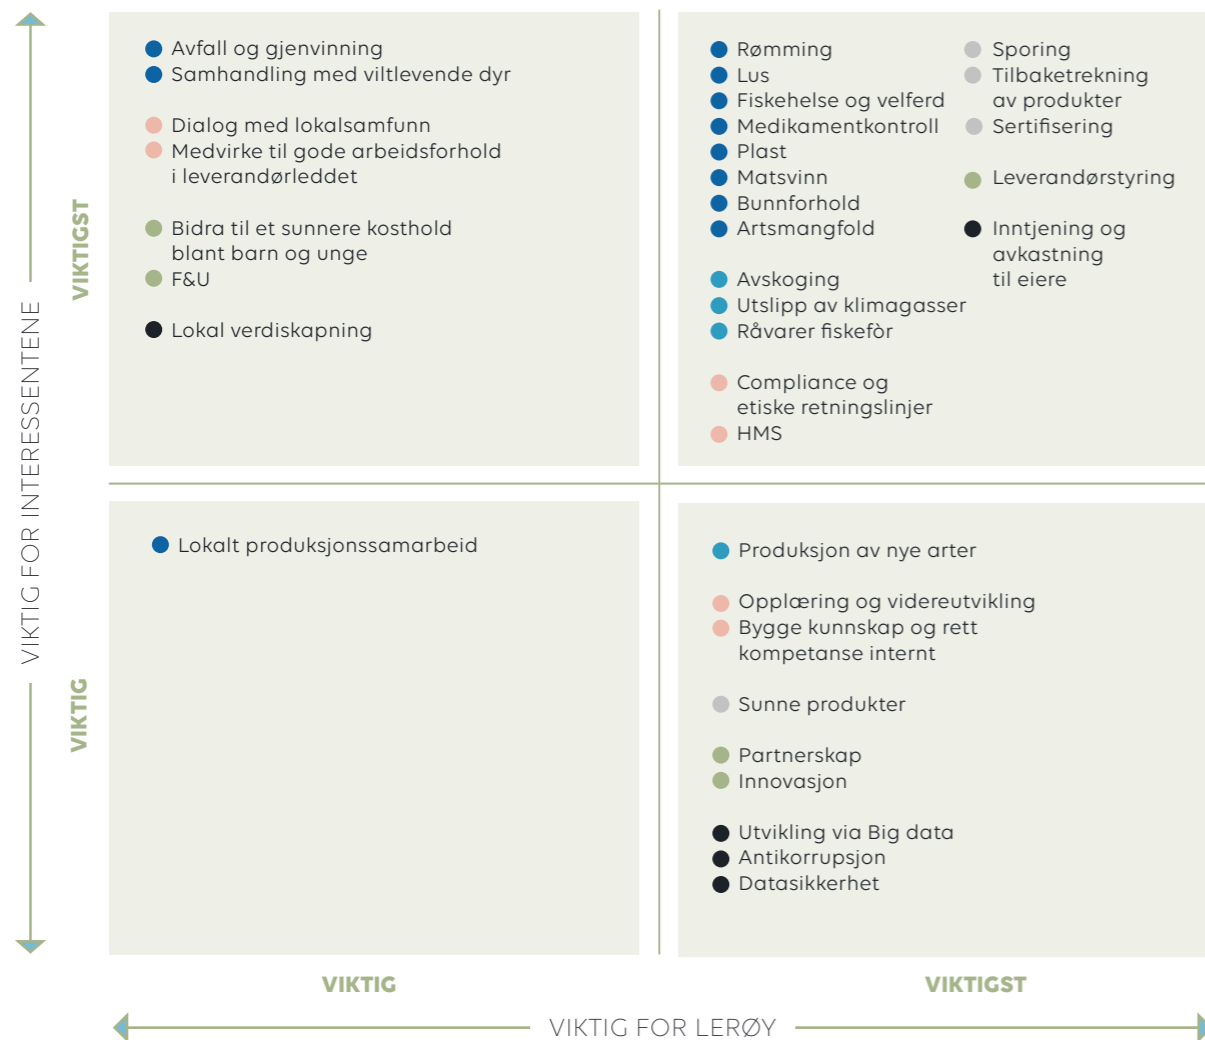 VIKTIG FOR INTERESSENTENE
VIKTIGST
Avfall og gjenvinning
Samhandling med viltlevende dyr
Dialog med lokalsamfunn
Medvirke til gode arbeidsforhold
i leverandørleddet
Bidra til et sunnere kosthold
blant barn og unge
F&U
Lokal verdiskapning
Rømming
Lus
Fiskehelse og velferd
Medikamentkontroll
Plast
Matsvinn
Bunnforhold
Artsmangfold
Avskoging
Utslipp av klimagasser
Råvarer fiskefòr
Compliance og
etiske retningslinjer
HMS
Sporing
Tilbaketrekning
av produkter
Sertifisering
Leverandørstyring
Inntjening og
avkastning
til eiere
VIKTIG
Lokalt produksjonssamarbeid
Produksjon av nye arter
Opplæring og videreutvikling
Bygge kunnskap og rett
kompetanse internt
Sunne produkter
Partnerskap
Innovasjon
Utvikling via Big data
Antikorrupsjon
Datasikkerhet
VIKTIG
VIKTIGST
VIKTIG FOR LERØY